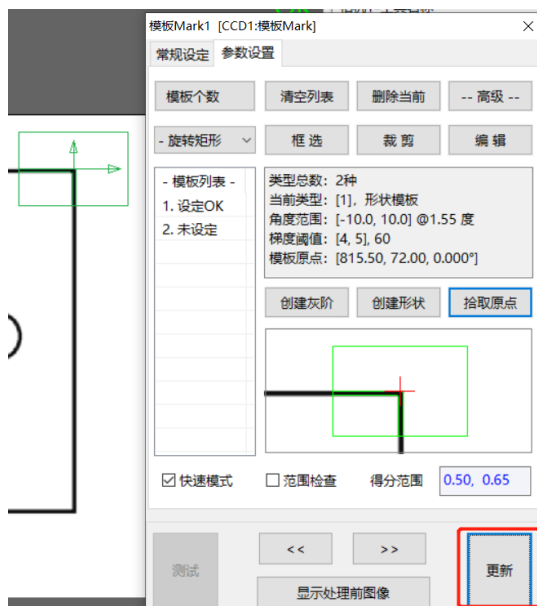 模板Mark1 [CCD1:模板Mark]
常规设定 参数设置
模板个数 清空列表 删除当前 -- 高级 --
- 旋转矩形 框 选 裁 剪 编 辑
- 模板列表 -
1. 设定OK
2. 未设定
类型总数：2种
当前类型：[1]，形状模板
角度范围：[-10.0, 10.0] @1.55 度
梯度阈值：[4, 5], 60
模板原点：[815.50, 72.00, 0.000°]
创建灰阶 创建形状 拾取原点
快速模式 范围检查 得分范围 0.50, 0.65
测试 << >> 更新
显示处理前图像